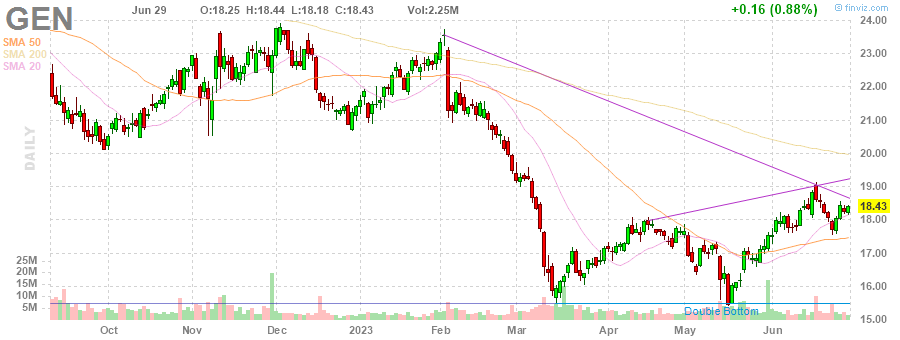 GEN Jun 29 O:18.25 H:18.44 L:18.18 C:18.43 Vol:2.25M +0.16 (0.88%) © finviz.com
SMA 50
SMA 200
SMA 20
DAILY
24.00
23.00
22.00
21.00
20.00
19.00
18.43
18.00
17.00
16.00
15.00
25M
20M
15M
10M
5M
Double Bottom
Oct Nov Dec 2023 Feb Mar Apr May Jun